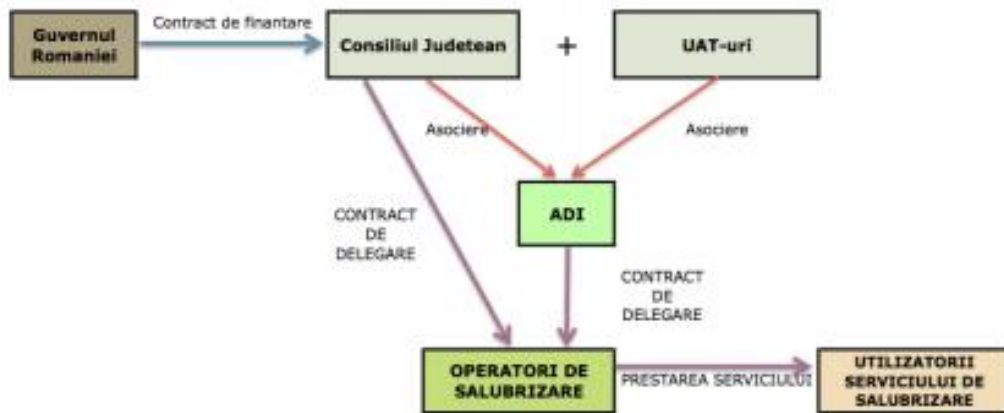 Guvernul
Romaniei
Contract de finantare
Consiliul Judetean
+
UAT-uri
Asociere
Asociere
ADI
CONTRACT
DE
DELEGARE
CONTRACT
DE
DELEGARE
OPERATORI DE
SALUBRIZARE
PRESTAREA SERVICIULUI
UTILIZATORII
SERVICIULUI DE
SALUBRIZARE